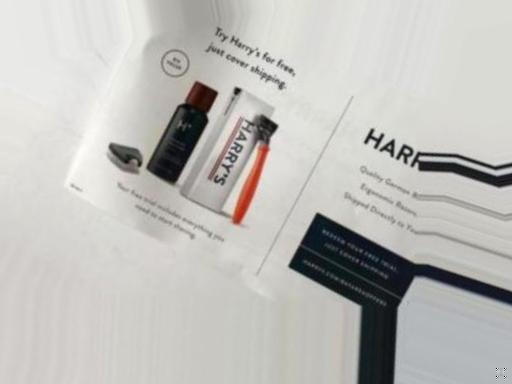 Try Harry's for free,
just cover shipping.
HARRY'S
H'
Your free trial includes everything you
need to start shaving.
HARR
Quality German
Ergonomic Razors,
Shipped Directly to You
REDEEM YOUR FREE TRIAL,
JUST COVER SHIPPING